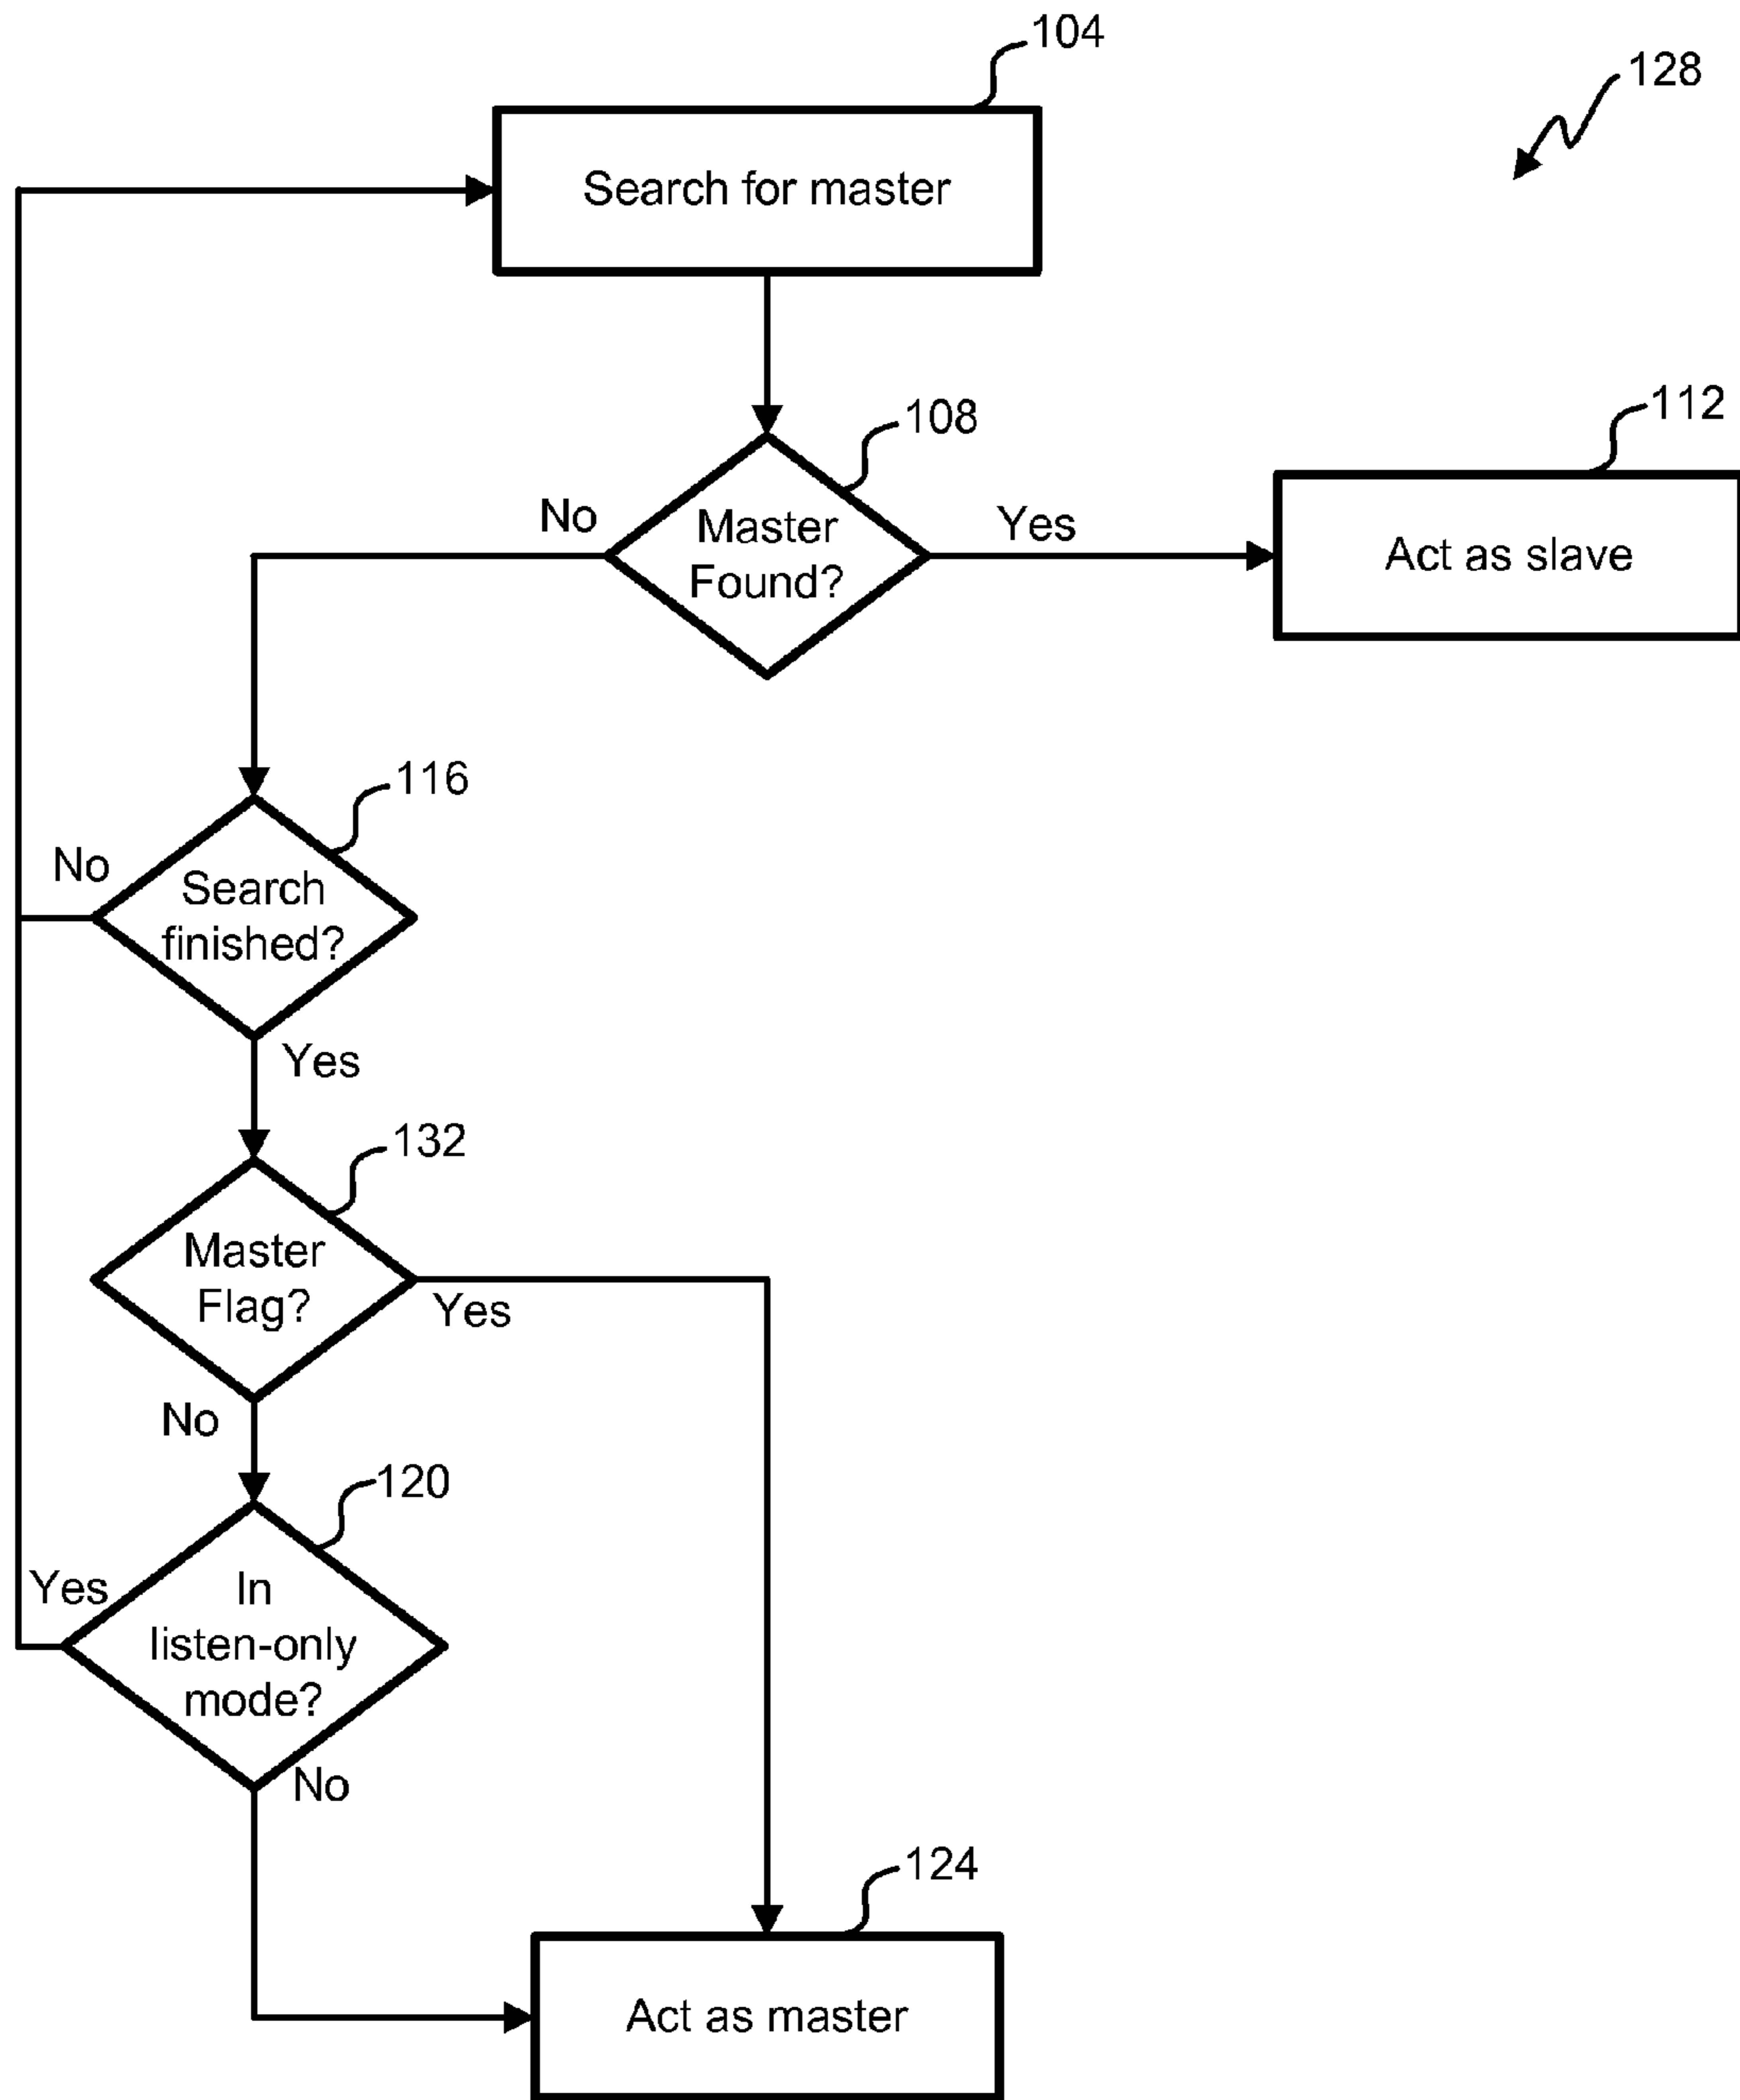 104
128
Search for master
108
112
No
Master
Found?
Yes
Act as slave
116
No
Search
finished?
Yes
132
Master
Flag?
Yes
No
120
Yes
In
listen-only
mode?
No
124
Act as master